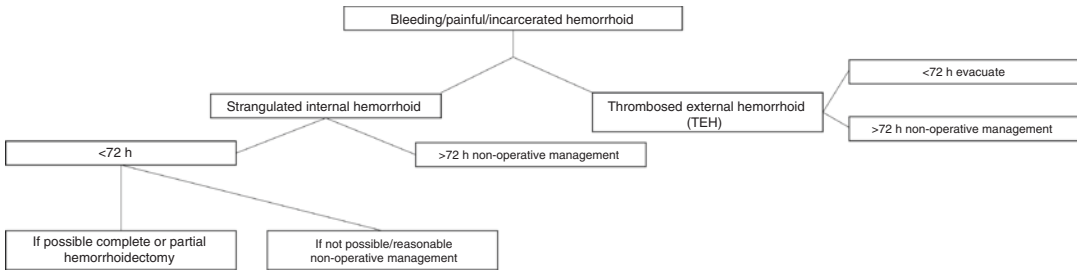 Bleeding/painful/incarcerated hemorrhoid
<72 h evacuate
Strangulated internal hemorrhoid
Thrombosed external hemorrhoid
(TEH)
>72 h non-operative management
<72 h
>72 h non-operative management
If possible complete or partial
hemorrhoidectomy
If not possible/reasonable
non-operative management